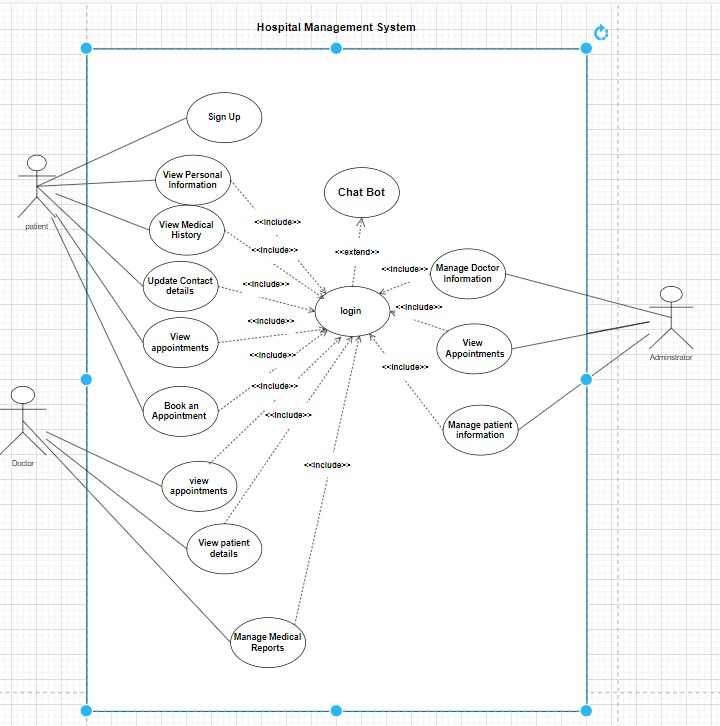 Hospital Management System
Sign Up
View Personal
Information
Chat Bot
patient
View Medical
History
<<include>>
<<include>>
<<extend>>
<<include>>
Manage Doctor
Information
Update Contact
details
<<include>>
login
<<include>>
<<include>>
View
appointments
View
Appointments
Adminstrator
<<include>>
<<include>>
<<include>>
Book an
Appointment
<<include>>
Manage patient
information
Doctor
<<include>>
view
appointments
View patient
details
Manage Medical
Reports